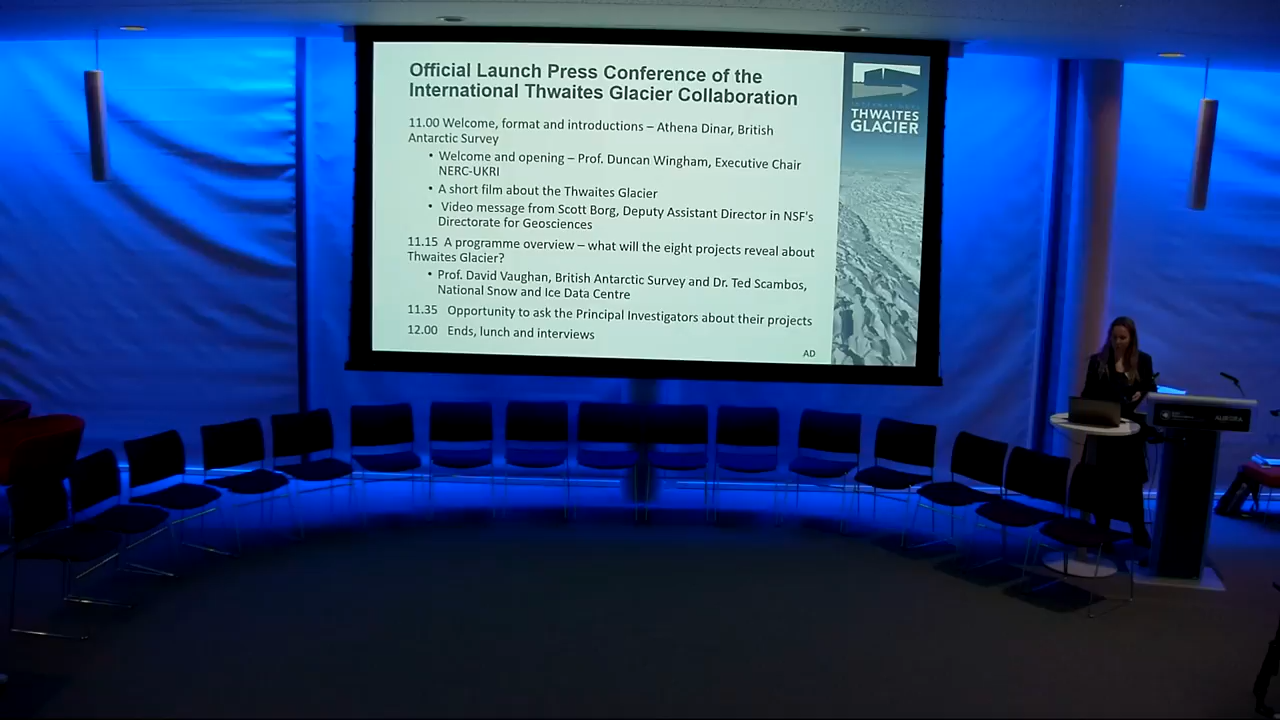 Official Launch Press Conference of the
International Thwaites Glacier Collaboration
11.00 Welcome, format and introductions – Athena Dinar, British
Antarctic Survey
• Welcome and opening – Prof. Duncan Wingham, Executive Chair
NERC-UKRI
• A short film about the Thwaites Glacier
• Video message from Scott Borg, Deputy Assistant Director in NSF's
Directorate for Geosciences
11.15 A programme overview – what will the eight projects reveal about
Thwaites Glacier?
• Prof. David Vaughan, British Antarctic Survey and Dr. Ted Scambos,
National Snow and Ice Data Centre
11.35 Opportunity to ask the Principal Investigators about their projects
12.00 Ends, lunch and interviews
AD
INTERNATIONAL
THWAITES
GLACIER
AURORA